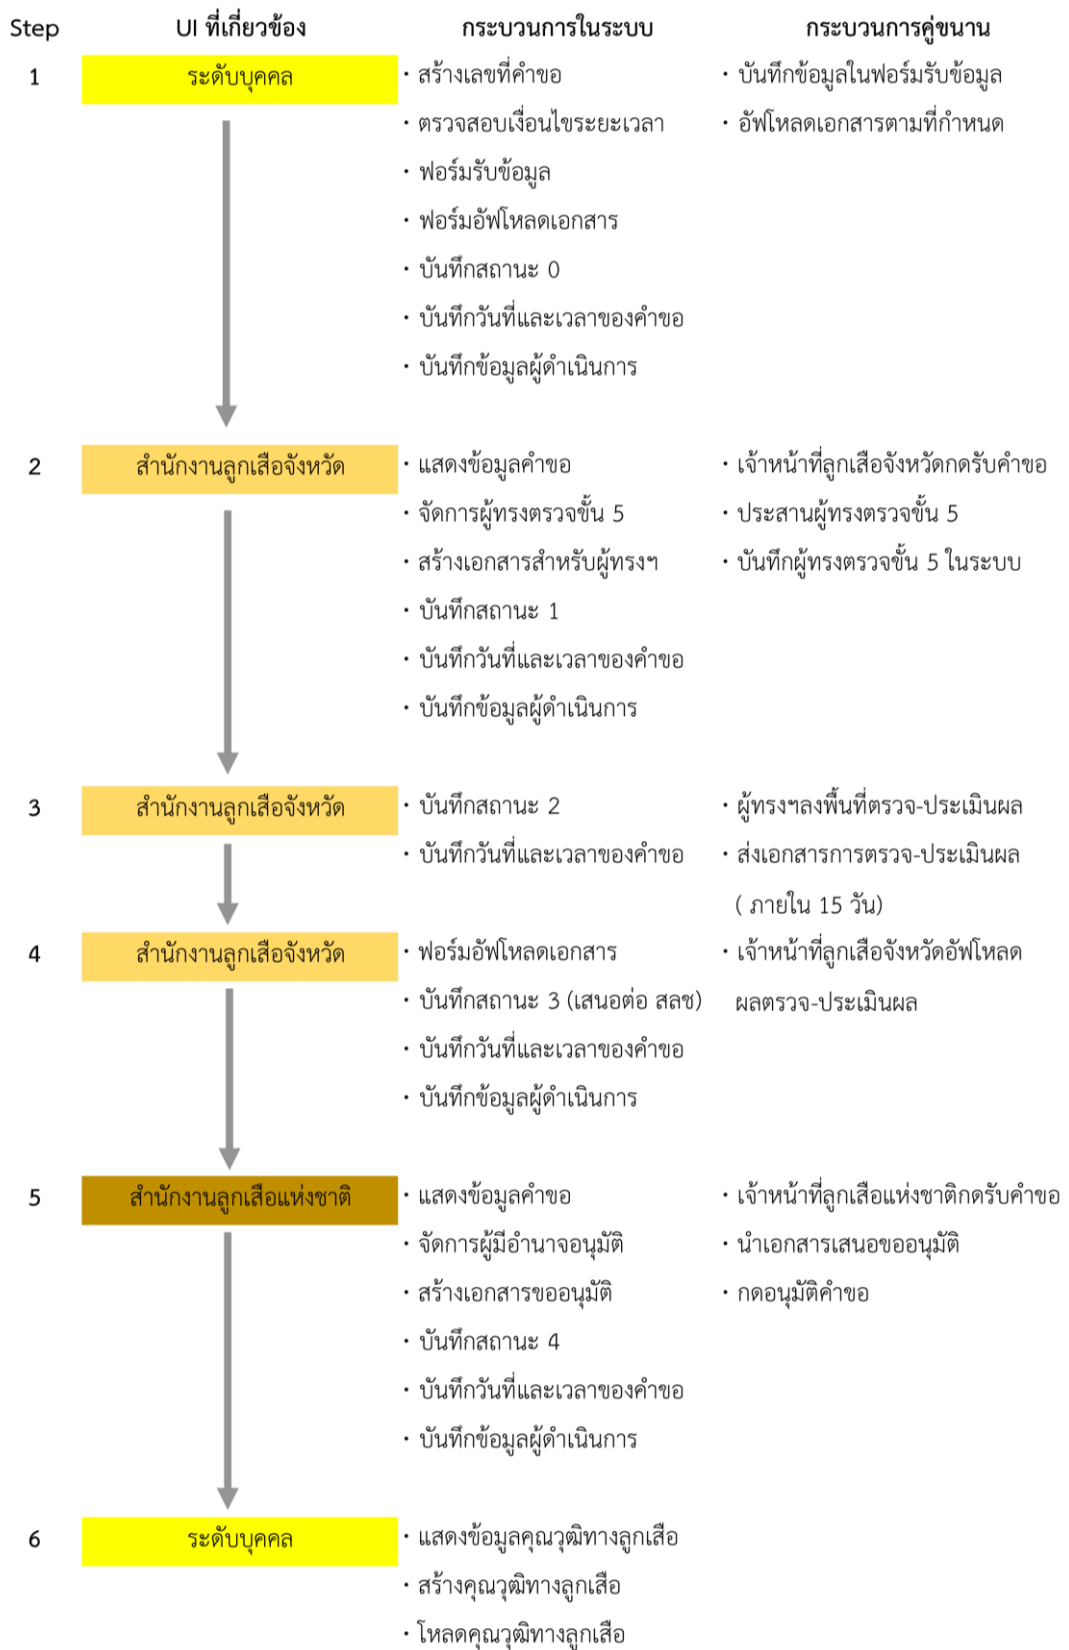 Step UI ที่เกี่ยวข้อง กระบวนการในระบบ กระบวนการคู่ขนาน
1 ระดับบุคคล · สร้างเลขที่คำขอ · บันทึกข้อมูลในฟอร์มรับข้อมูล
· ตรวจสอบเงื่อนไขระยะเวลา · อัฟโหลดเอกสารตามที่กำหนด
· ฟอร์มรับข้อมูล
· ฟอร์มอัฟโหลดเอกสาร
· บันทึกสถานะ 0
· บันทึกวันที่และเวลาของคำขอ
· บันทึกข้อมูลผู้ดำเนินการ
2 สำนักงานลูกเสือจังหวัด · แสดงข้อมูลคำขอ · เจ้าหน้าที่ลูกเสือจังหวัดกดรับคำขอ
· จัดการผู้ทรงตรวจขั้น 5 · ประสานผู้ทรงตรวจขั้น 5
· สร้างเอกสารสำหรับผู้ทรงฯ · บันทึกผู้ทรงตรวจขั้น 5 ในระบบ
· บันทึกสถานะ 1
· บันทึกวันที่และเวลาของคำขอ
· บันทึกข้อมูลผู้ดำเนินการ
3 สำนักงานลูกเสือจังหวัด · บันทึกสถานะ 2 · ผู้ทรงฯลงพื้นที่ตรวจ-ประเมินผล
· บันทึกวันที่และเวลาของคำขอ · ส่งเอกสารการตรวจ-ประเมินผล
( ภายใน 15 วัน)
4 สำนักงานลูกเสือจังหวัด · ฟอร์มอัฟโหลดเอกสาร · เจ้าหน้าที่ลูกเสือจังหวัดอัฟโหลด
· บันทึกสถานะ 3 (เสนอต่อ สลช) ผลตรวจ-ประเมินผล
· บันทึกวันที่และเวลาของคำขอ
· บันทึกข้อมูลผู้ดำเนินการ
5 สำนักงานลูกเสือแห่งชาติ · แสดงข้อมูลคำขอ · เจ้าหน้าที่ลูกเสือแห่งชาติกดรับคำขอ
· จัดการผู้มีอำนาจอนุมัติ · นำเอกสารเสนอขออนุมัติ
· สร้างเอกสารขออนุมัติ · กดอนุมัติคำขอ
· บันทึกสถานะ 4
· บันทึกวันที่และเวลาของคำขอ
· บันทึกข้อมูลผู้ดำเนินการ
6 ระดับบุคคล · แสดงข้อมูลคุณวุฒิทางลูกเสือ
· สร้างคุณวุฒิทางลูกเสือ
· โหลดคุณวุฒิทางลูกเสือ